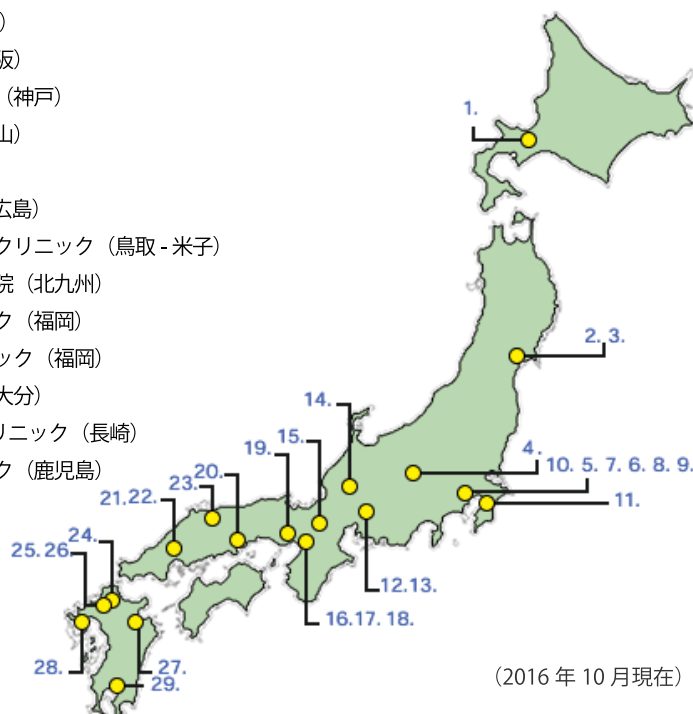 ）
阪）
（神戸）
山）
広島）
クリニック（鳥取 - 米子）
院（北九州）
ク（福岡）
ック（福岡）
大分）
リニック（長崎）
ク（鹿児島）
1.
2. 3.
14.
15.
19.
4.
20.
23.
10. 5. 7. 6. 8. 9.
21.22.
11.
24.
25.26.
12.13.
16.17. 18.
28.
27.
29.
（2016 年 10 月現在）